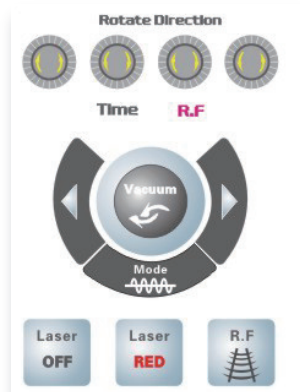 Rotate Direction
Time R.F
Vacuum
Mode
Laser Laser R.F
OFF RED